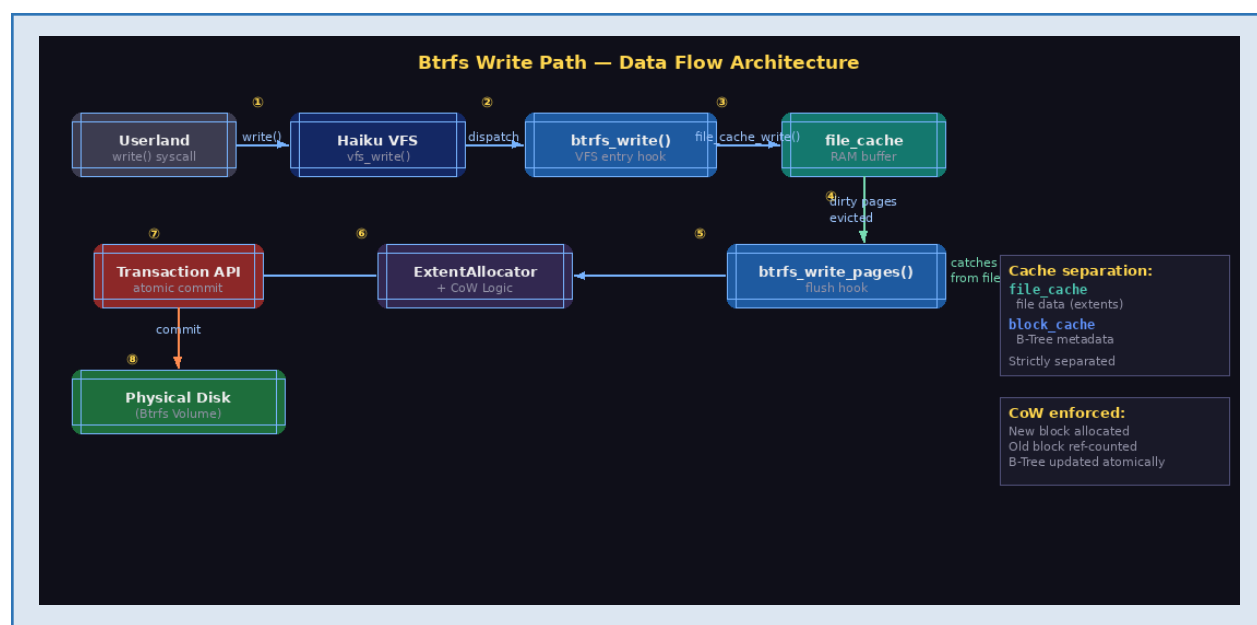 Btrfs Write Path — Data Flow Architecture
① ② ③
Userland
write() syscall
write()
Haiku VFS
vfs_write()
dispatch
btrfs_write()
VFS entry hook
file_cache_write()
file_cache
RAM buffer
④
dirty pages
evicted
⑦ ⑥ ⑤
Transaction API
atomic commit
ExtentAllocator
+ CoW Logic
btrfs_write_pages()
flush hook
catches
from file
commit
⑧
Physical Disk
(Btrfs Volume)
Cache separation:
file_cache
file data (extents)
block_cache
B-Tree metadata
Strictly separated
CoW enforced:
New block allocated
Old block ref-counted
B-Tree updated atomically